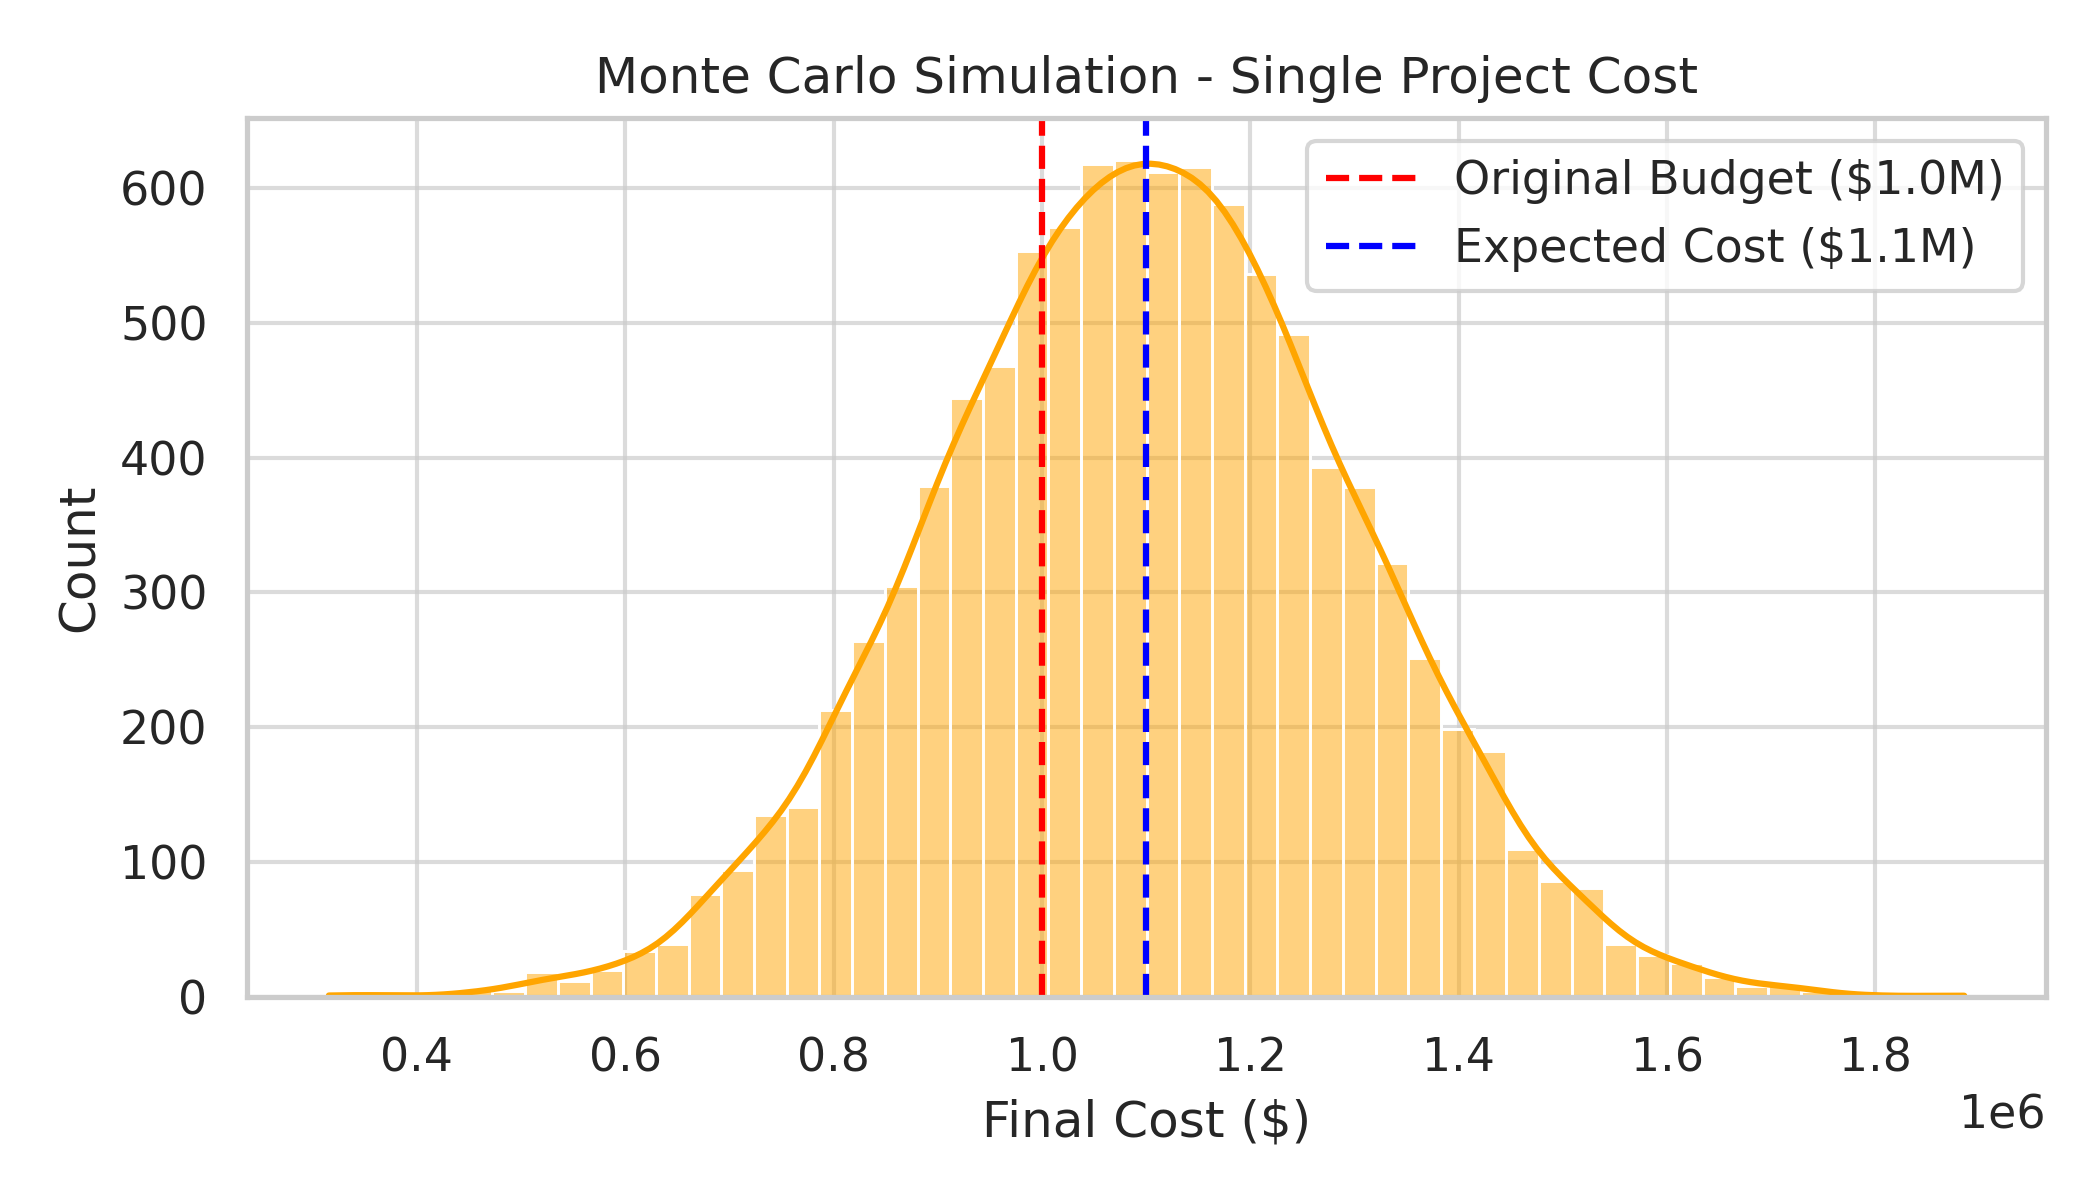 Monte Carlo Simulation - Single Project Cost
Original Budget ($1.0M)
Expected Cost ($1.1M)
600
500
400
300
200
100
0
Count
0.4 0.6 0.8 1.0 1.2 1.4 1.6 1.8
1e6
Final Cost ($)